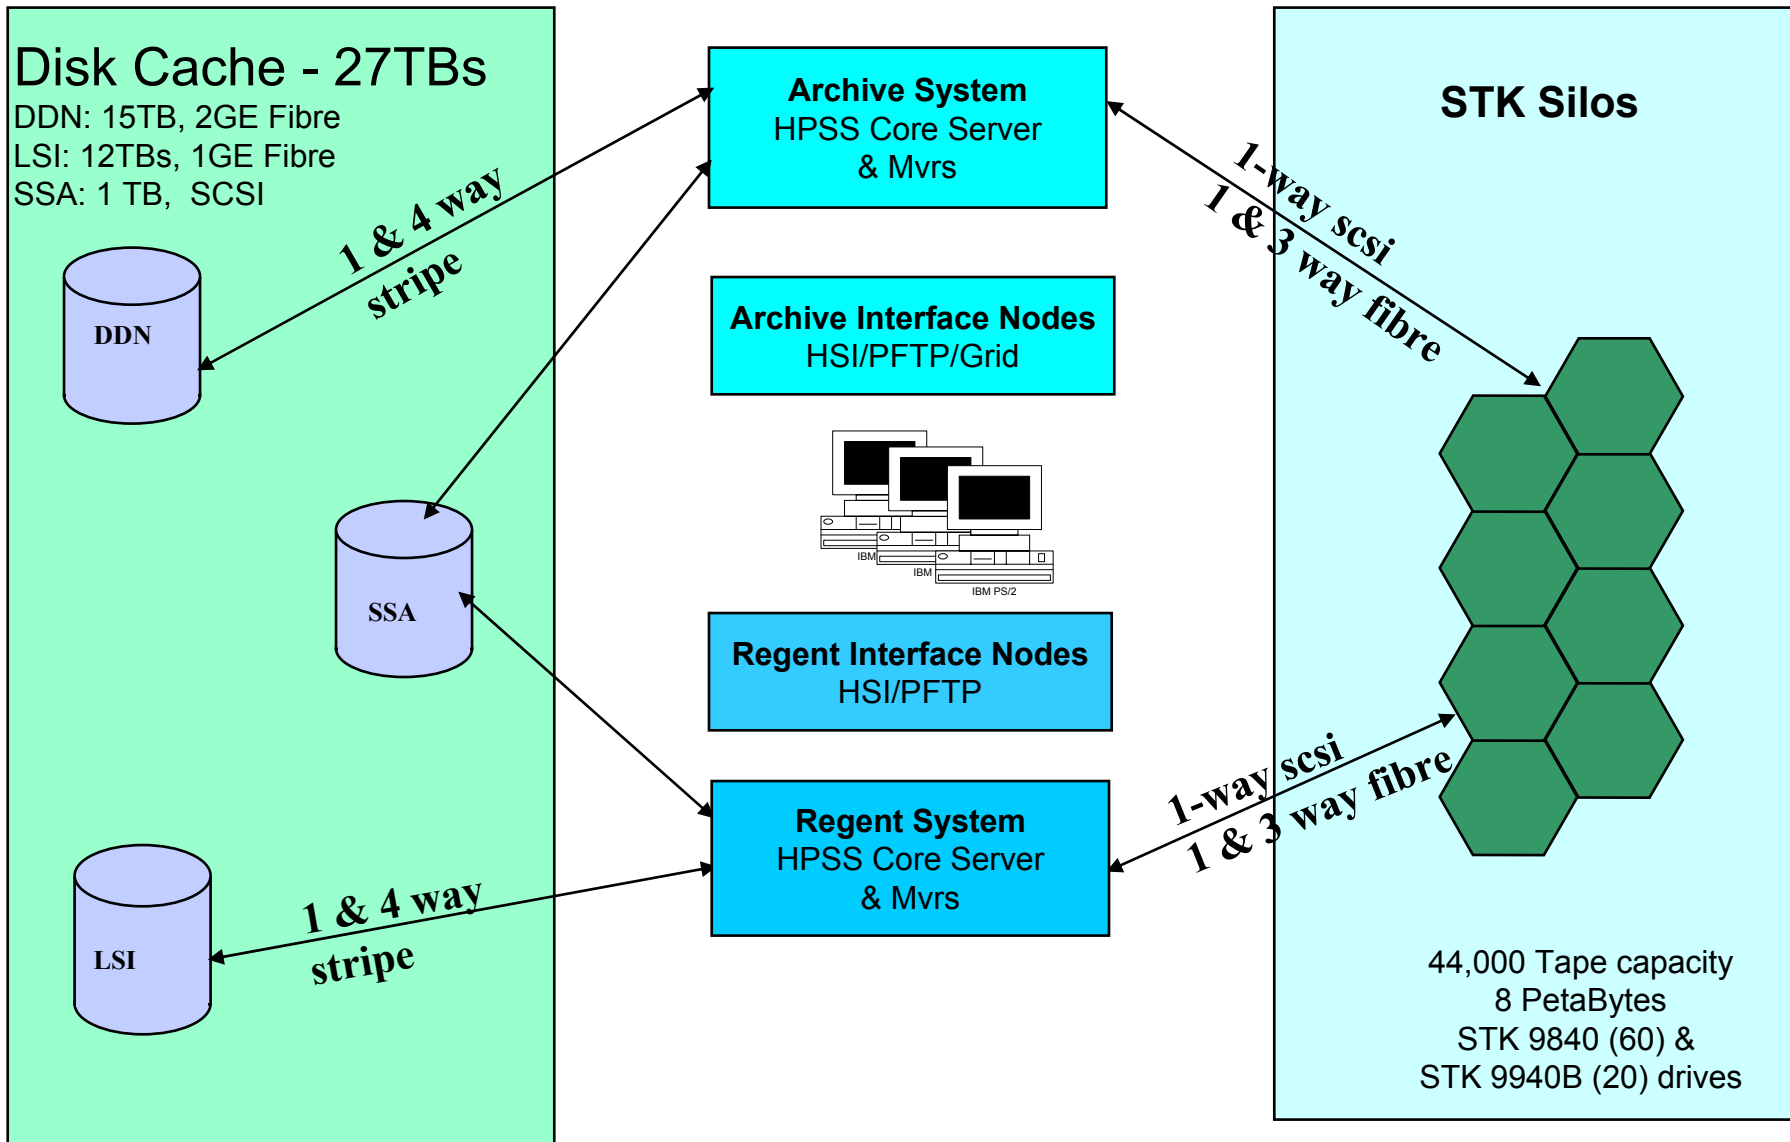 Disk Cache - 27TBs
DDN: 15TB, 2GE Fibre
LSI: 12TBs, 1GE Fibre
SSA: 1 TB, SCSI
DDN
1 & 4 way
stripe
SSA
LSI
1 & 4 way
stripe
Archive System
HPSS Core Server
& Mvrs
Archive Interface Nodes
HSI/PFTP/Grid
IBM
IBM
IBM PS/2
Regent Interface Nodes
HSI/PFTP
Regent System
HPSS Core Server
& Mvrs
1-way scsi
1 & 3 way fibre
1-way scsi
1 & 3 way fibre
STK Silos
44,000 Tape capacity
8 PetaBytes
STK 9840 (60) &
STK 9940B (20) drives